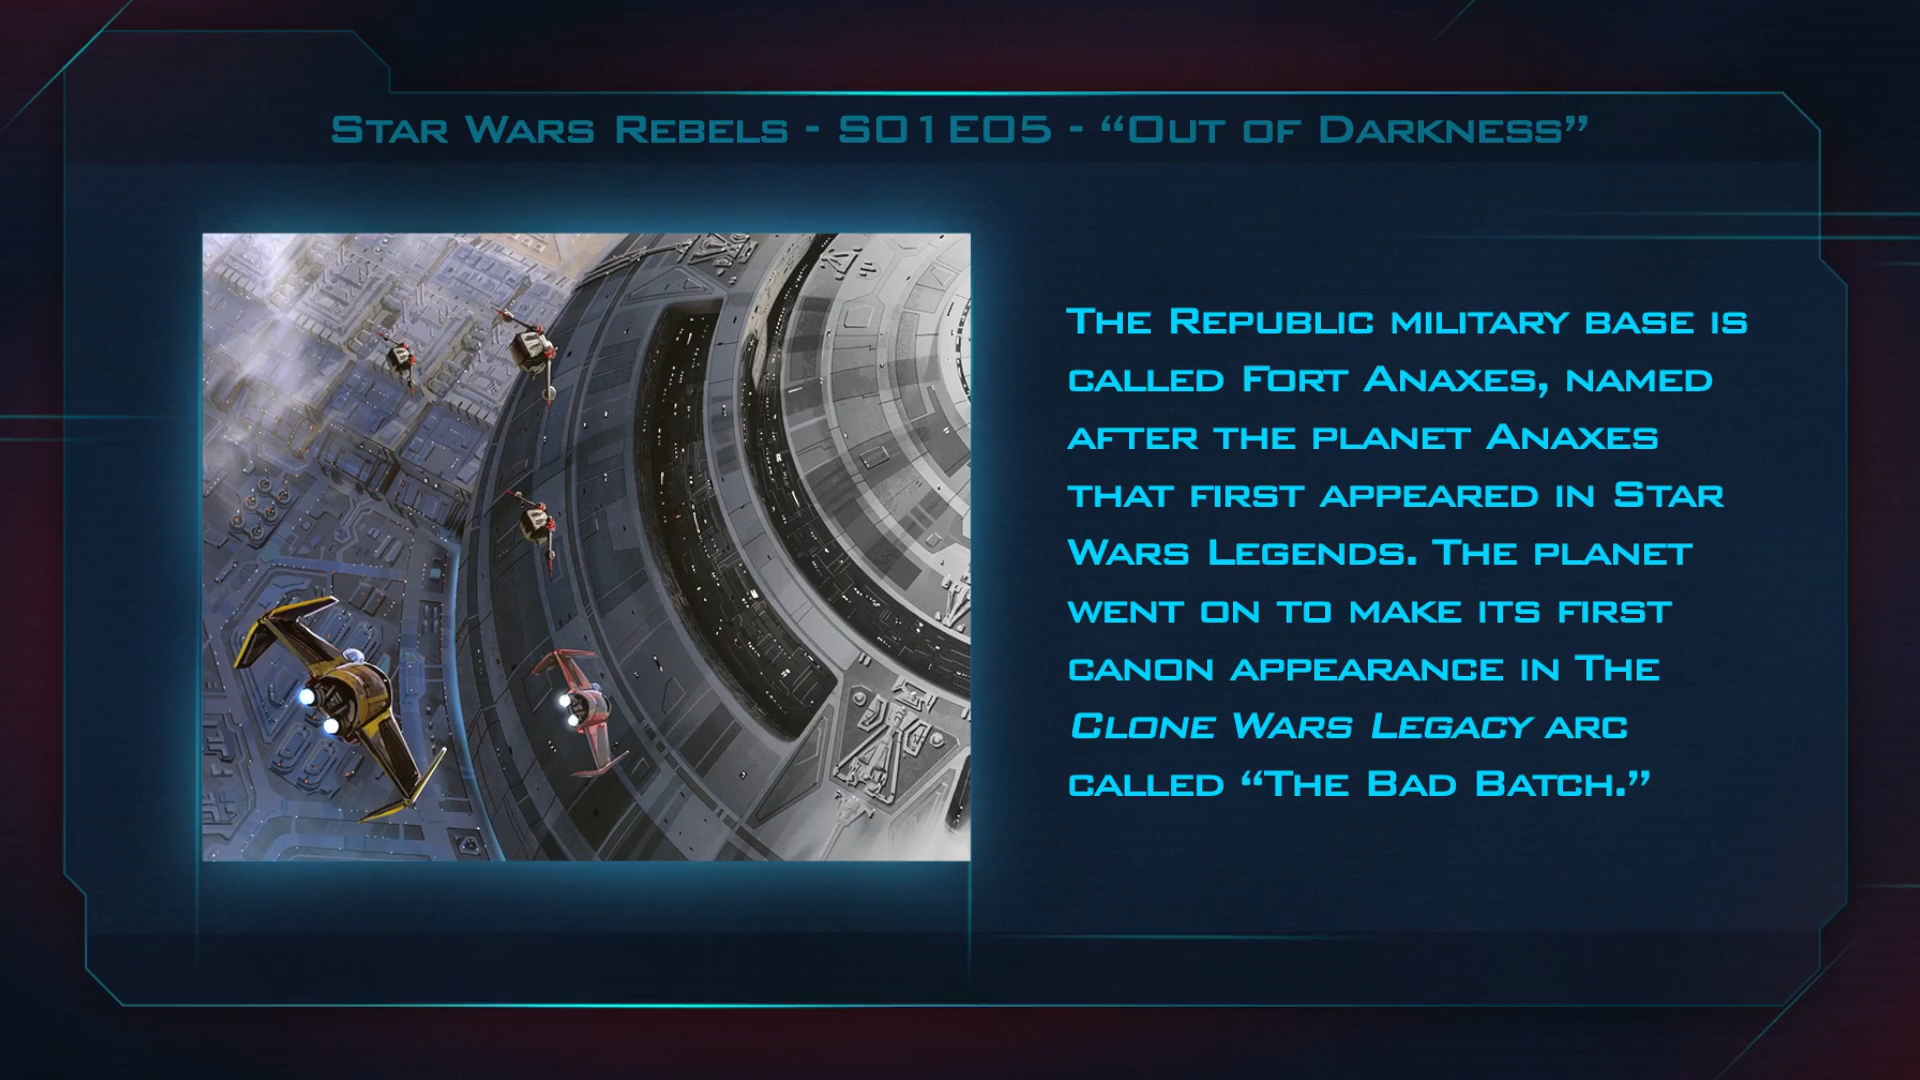 Star Wars Rebels - S01E05 - “Out of Darkness”
The Republic military base is
called Fort Anaxes, named
after the planet Anaxes
that first appeared in Star
Wars Legends. The planet
went on to make its first
canon appearance in The
Clone Wars Legacy arc
called “The Bad Batch.”